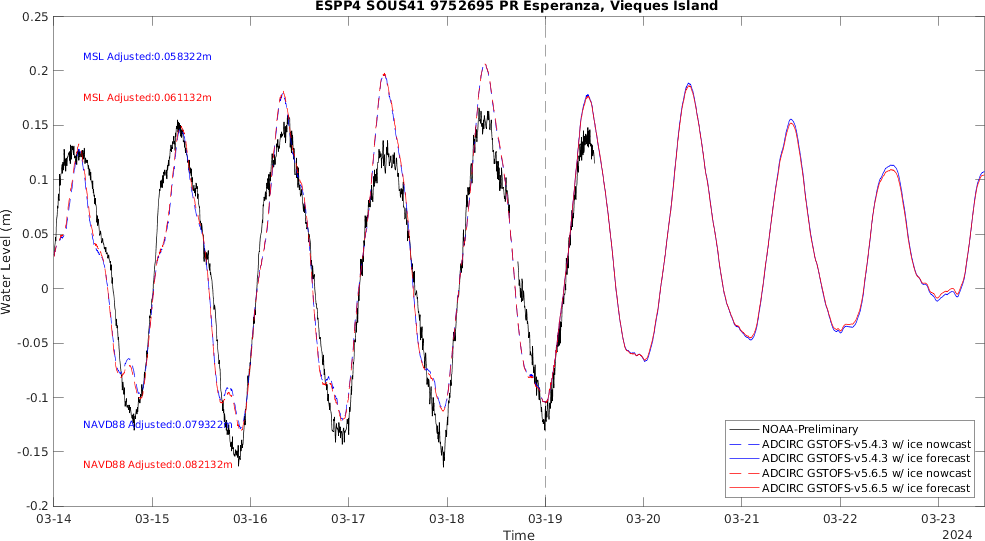 ESPP4 SOUS41 9752695 PR Esperanza, Vieques Island
0.25
0.2
0.15
0.1
0.05
0
-0.05
-0.1
-0.15
-0.2
Water Level (m)
MSL Adjusted:0.058322m
MSL Adjusted:0.061132m
NAVD88 Adjusted:0.079322m
NAVD88 Adjusted:0.082132m
NOAA-Preliminary
ADCIRC GSTOFS-v5.4.3 w/ ice nowcast
ADCIRC GSTOFS-v5.4.3 w/ ice forecast
ADCIRC GSTOFS-v5.6.5 w/ ice nowcast
ADCIRC GSTOFS-v5.6.5 w/ ice forecast
03-14 03-15 03-16 03-17 03-18 03-19 03-20 03-21 03-22 03-23
Time
2024